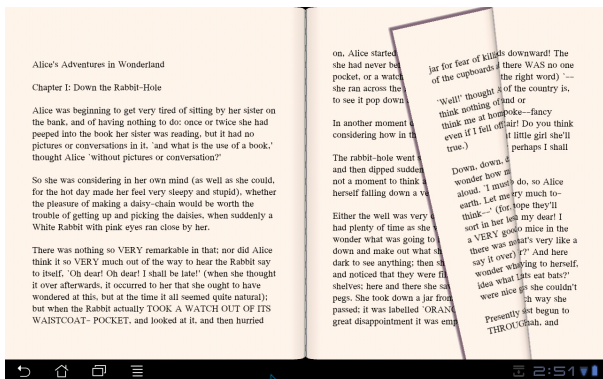 Alice's Adventures in Wonderland
Chapter I: Down the Rabbit-Hole
Alice was beginning to get very tired of sitting by her sister on
the bank, and of having nothing to do: once or twice she had
peeped into the book her sister was reading, but it had no
pictures or conversations in it, `and what is the use of a book,'
thought Alice `without pictures or conversation?'
So she was considering in her own mind (as well as she could,
for the hot day made her feel very sleepy and stupid), whether
the pleasure of making a daisy-chain would be worth the
trouble of getting up and picking the daisies, when suddenly a
White Rabbit with pink eyes ran close by her.
There was nothing so VERY remarkable in that; nor did Alice
think it so VERY much out of the way to hear the Rabbit say
to itself, `Oh dear! Oh dear! I shall be late!' (when she thought
it over afterwards, it occurred to her that she ought to have
wondered at this, but at the time it all seemed quite natural);
but when the Rabbit actually TOOK A WATCH OUT OF ITS
WAISTCOAT- POCKET, and looked at it, and then hurried
on, Alice started
she had never
pocket, or a watch
she ran across the
to see it pop down
In another moment
considering how in
The rabbit-hole went
and then dipped sudden
not a moment to think
herself falling down a
Either the well was very
had plenty of time as she
wonder what was going to
down and make out what
dark to see anything; then
and noticed that they were
shelves; here and there she
pegs. She took down a jar from
passed; it was labelled `ORAN
great disappointment it was
jar for fear of
of the cupboards
`Well!' thought
think nothing of
think me at
even if I fell off
true.)
Down, down,
wonder how
aloud. `I must
earth. Let me
think--' (for,
sort in her
a VERY
there was
say it over)
wonder
idea what
were nice
Presently
THROUGH
downward! The
there WAS no one
the right word) `--
of the country is,
and or
poke--fancy
air! Do you think
little girl she'll
perhaps I shall
do, so Alice
very much to-
hope they'll
my dear! I
no mice in the
that's very like a
r?' And here
saying to herself,
eat bats?'
she couldn't
which way she
begun to
and
2:51